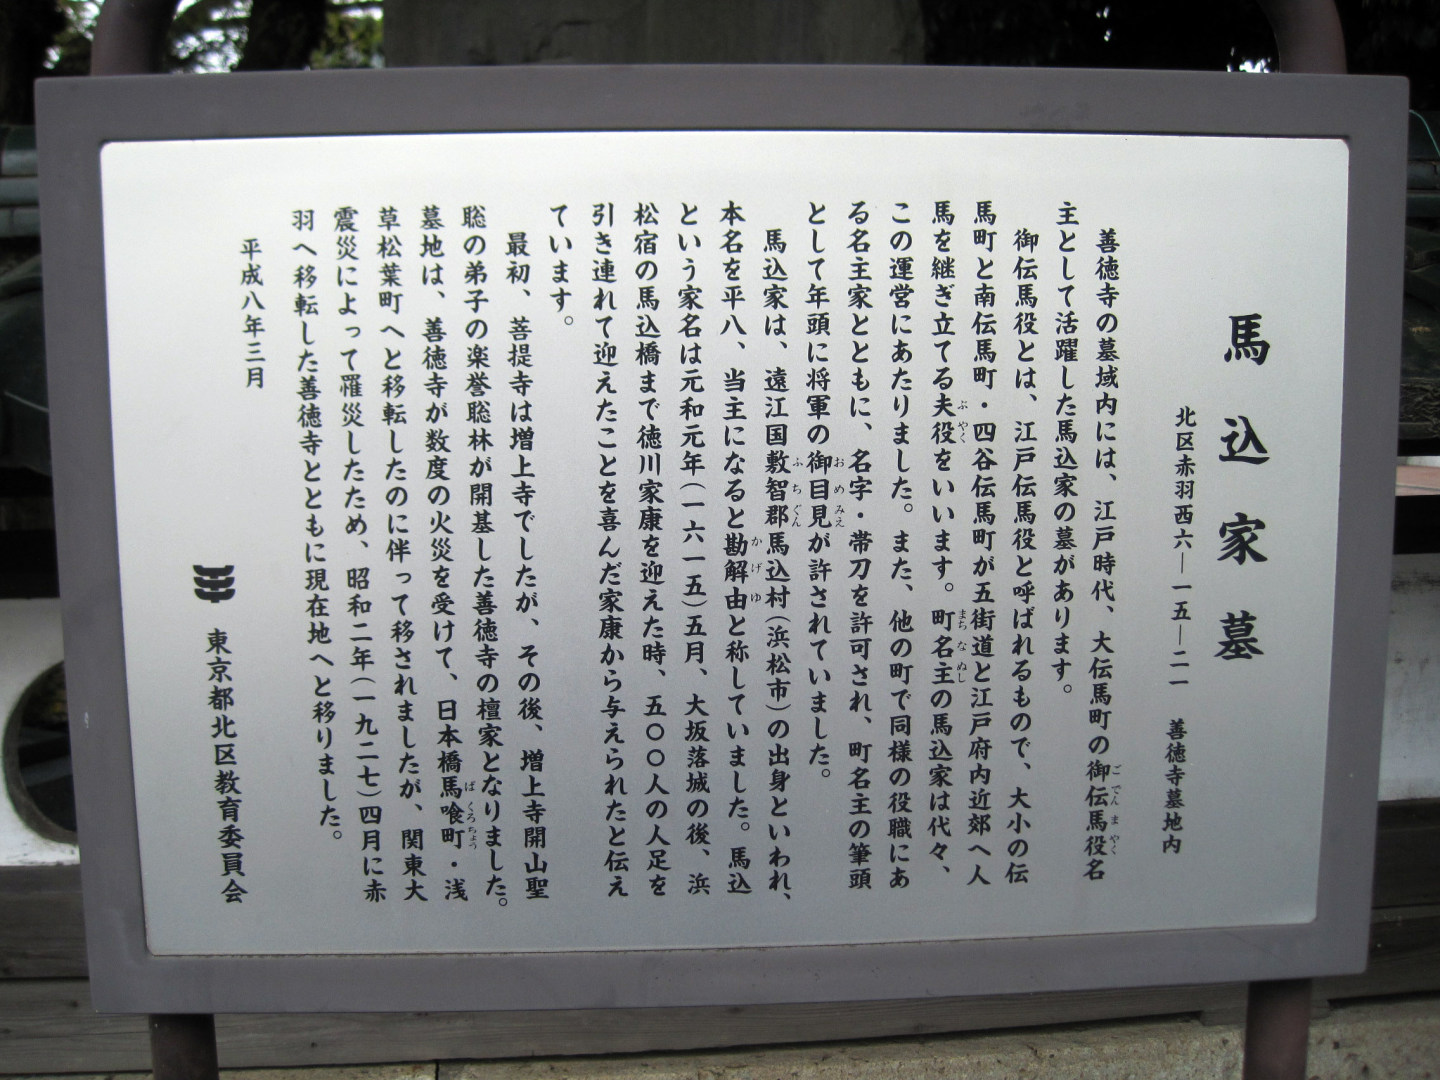 馬込家墓
北区赤羽西六―一五―二一　善徳寺墓地内
善徳寺の墓域内には、江戸時代、大伝馬町の御伝馬役名
主として活躍した馬込家の墓があります。
御伝馬役とは、江戸伝馬役と呼ばれるもので、大小の伝
馬町と南伝馬町・四谷伝馬町が五街道と江戸府内近郊へ人
馬を継ぎ立てる夫役をいいます。町名主の馬込家は代々、
この運営にあたりました。また、他の町で同様の役職にあ
る名主家とともに、名字・帯刀を許可され、町名主の筆頭
として年頭に将軍の御目見が許されていました。
馬込家は、遠江国敷智郡馬込村（浜松市）の出身といわれ、
本名を平八、当主になると勘解由と称していました。馬込
という家名は元和元年（一六一五）五月、大坂落城の後、浜
松宿の馬込橋まで徳川家康を迎えた時、五〇〇人の人足を
引き連れて迎えたことを喜んだ家康から与えられたと伝え
ています。
最初、菩提寺は増上寺でしたが、その後、増上寺開山聖
聡の弟子の楽誉聡林が開基した善徳寺の檀家となりました。
墓地は、善徳寺が数度の火災を受けて、日本橋馬喰町・浅
草松葉町へと移転したのに伴って移されましたが、関東大
震災によって罹災したため、昭和二年（一九二七）四月に赤
羽へ移転した善徳寺とともに現在地へと移りました。
平成八年三月
東京都北区教育委員会